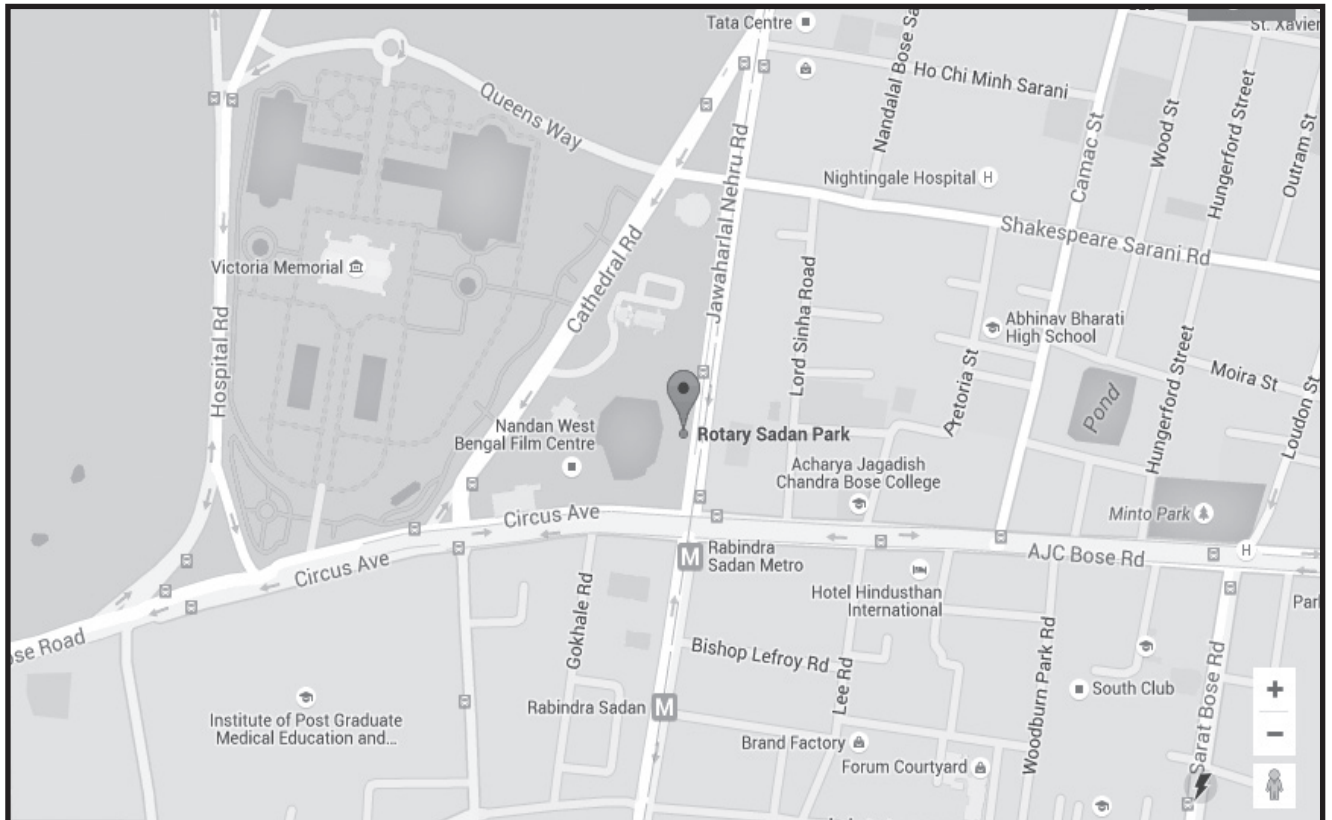 Tata Centre
St. Xavier
Ho Chi Minh Sarani
Nandalal Bose Sa
Queens Way
Camac St
Wood St
Hungerford Street
Outram St
Nightingale Hospital H
Shakespeare Sarani Rd
Victoria Memorial
Hospital Rd
Cathedral Rd
Jawaharlal Nehru Rd
Lord Sinha Road
Abhinav Bharati
High School
Pretoria St
Hungerford Street
Moira St
Pond
Loudon St
Nandan West
Bengal Film Centre
Rotary Sadan Park
Acharya Jagadish
Chandra Bose College
Minto Park
Circus Ave
Circus Ave
AJC Bose Rd
H
M
Rabindra
Sadan Metro
Hotel Hindusthan
International
Gokhale Rd
Parl
ose Road
Bishop Lefroy Rd
Lee Rd
Woodburn Park Rd
Sarat Bose Rd
South Club
Institute of Post Graduate
Medical Education and...
Rabindra Sadan M
Brand Factory
Forum Courtyard
+
−